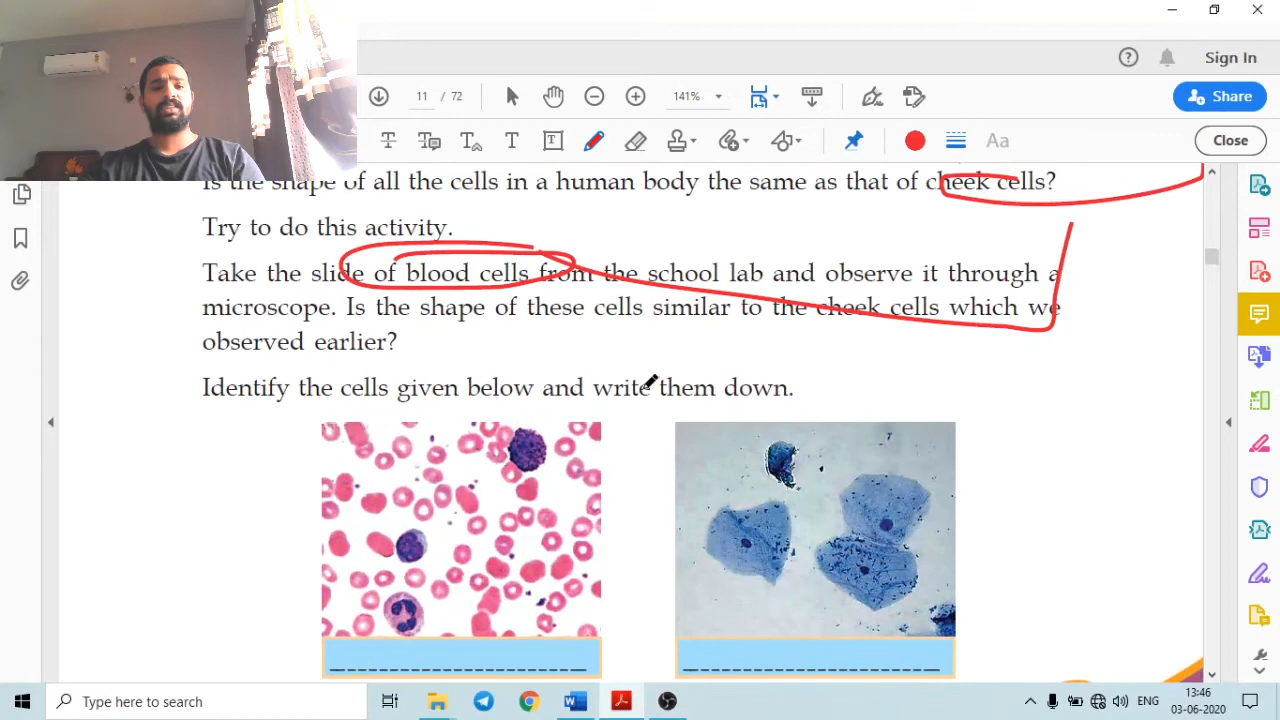 Sign In
11 / 72
141%
Share
Aa
Close
Is the shape of all the cells in a human body the same as that of cheek cells?
Try to do this activity.
Take the slide of blood cells from the school lab and observe it through a
microscope. Is the shape of these cells similar to the cheek cells which we
observed earlier?
Identify the cells given below and write them down.
Type here to search
ENG
13:46
03-06-2020